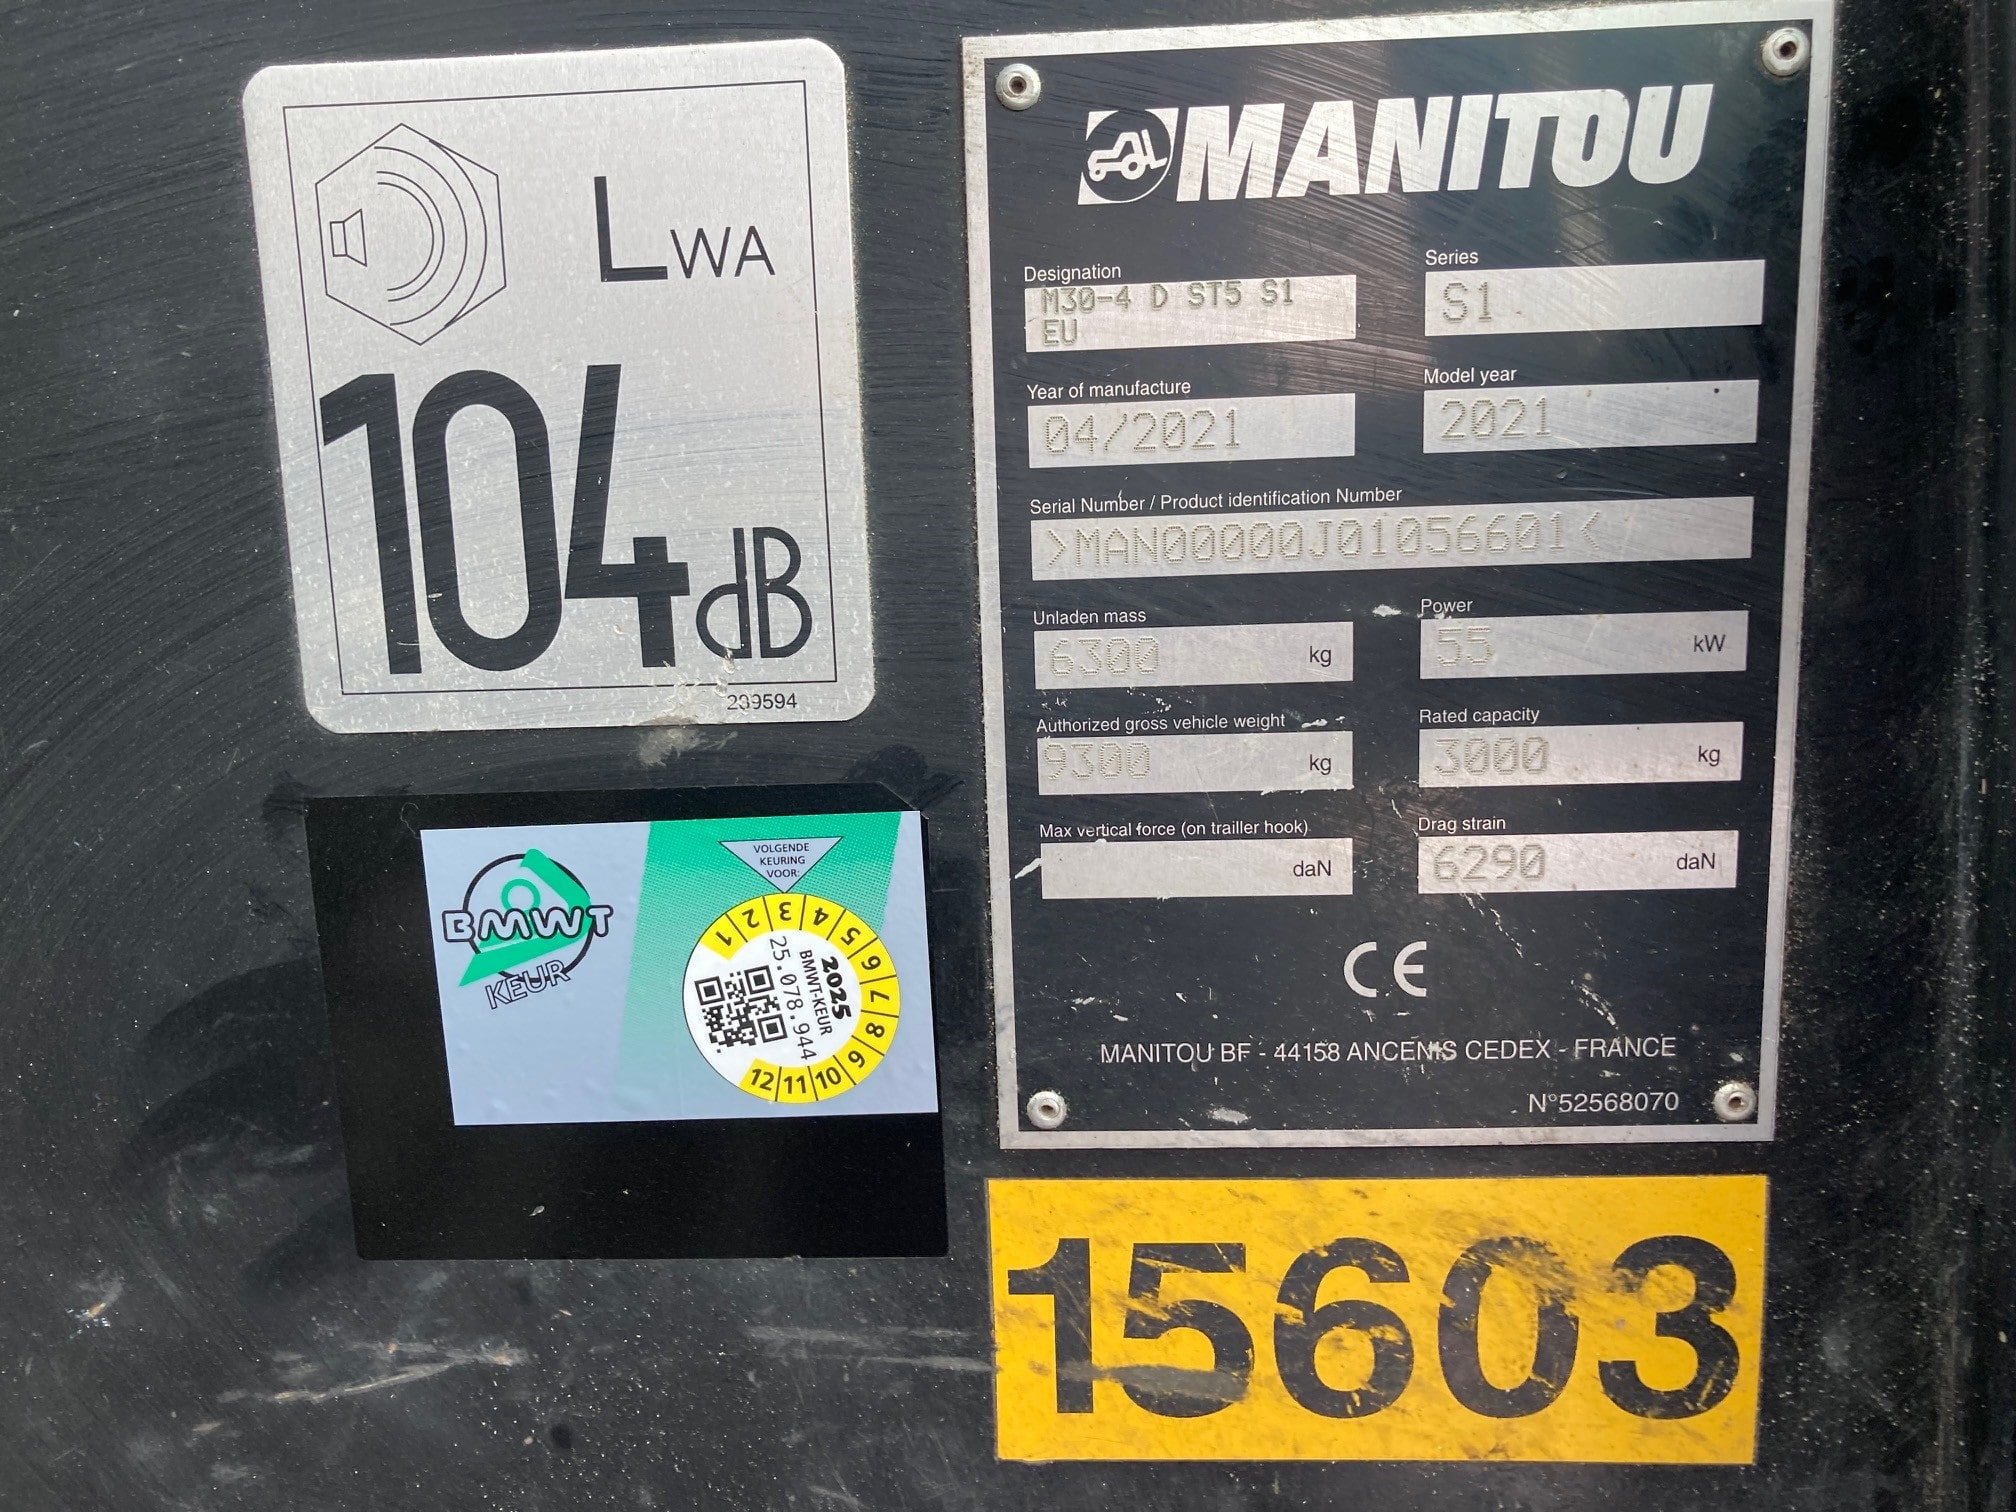 LWA
104dB
239594
MANITOU
Designation
M30-4 D ST5 S1
EU
Series
S1
Year of manufacture
04/2021
Model year
2021
Serial Number / Product identification Number
>MAN00000J01056601<
Unladen mass
6300 kg
Power
55 kW
Authorized gross vehicle weight
9300 kg
Rated capacity
3000 kg
Max vertical force (on trailler hook)
daN
Drag strain
6290 daN
CE
MANITOU BF - 44158 ANCENIS CEDEX - FRANCE
N°52568070
BMWT
KEUR
VOLGENDE
KEURING
VOOR:
1 2 3 4 5 6 7 8 9 10 11 12
2025
BMWT-KEUR
25.078.944
15603